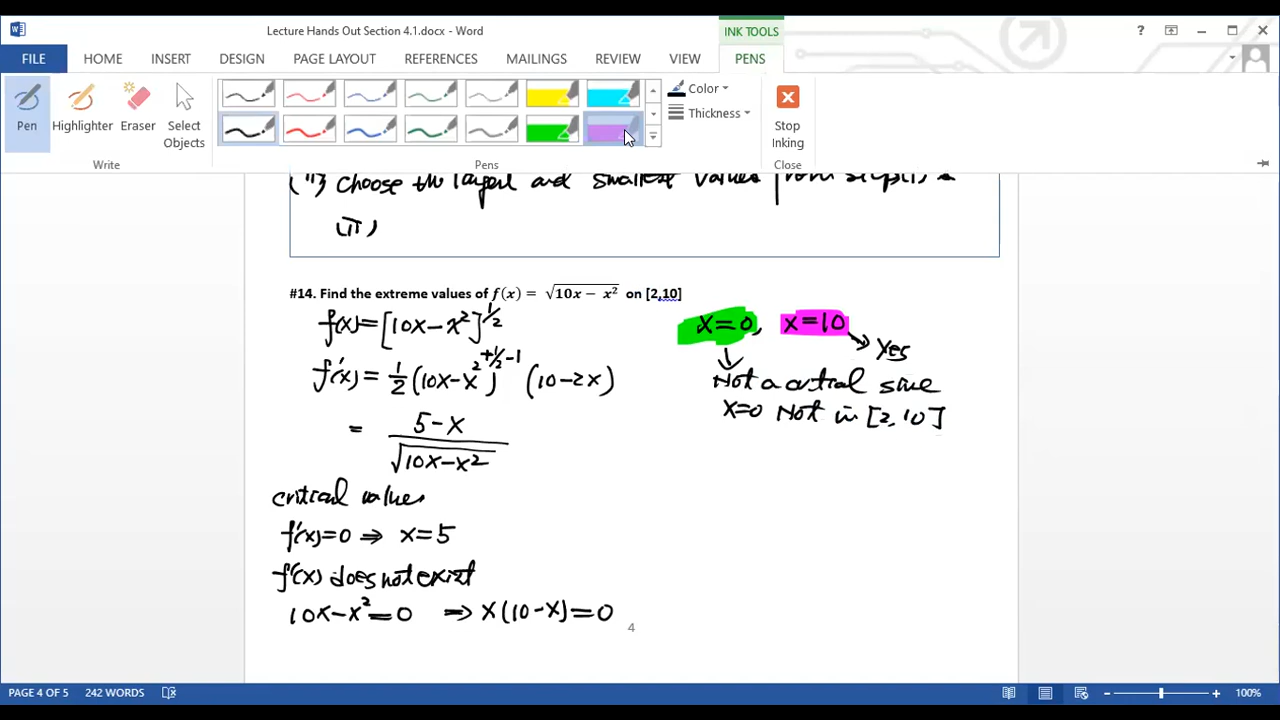 Lecture Hands Out Section 4.1.docx - Word
INK TOOLS
?
FILE HOME INSERT DESIGN PAGE LAYOUT REFERENCES MAILINGS REVIEW VIEW PENS
Color
Thickness
Pen Highlighter Eraser Select Objects
Stop Inking
Write Pens Close
Choose the largest and smallest values from steps (i) &
(ii)
#14. Find the extreme values of f(x) = √(10x − x²) on [2,10]
f(x) = [10x − x²]^{1/2}
x=0, x=10
→ Yes
f'(x) = 1/2 (10x−x²)^{+1/2−1} (10−2x)
Not a critical since
x=0 Not in [2, 10]
= (5−x)/√(10x−x²)
critical values
f'(x)=0 ⇒ x=5
f'(x) does not exist
10x−x²=0 ⇒ x(10−x)=0
4
PAGE 4 OF 5 242 WORDS
− + 100%